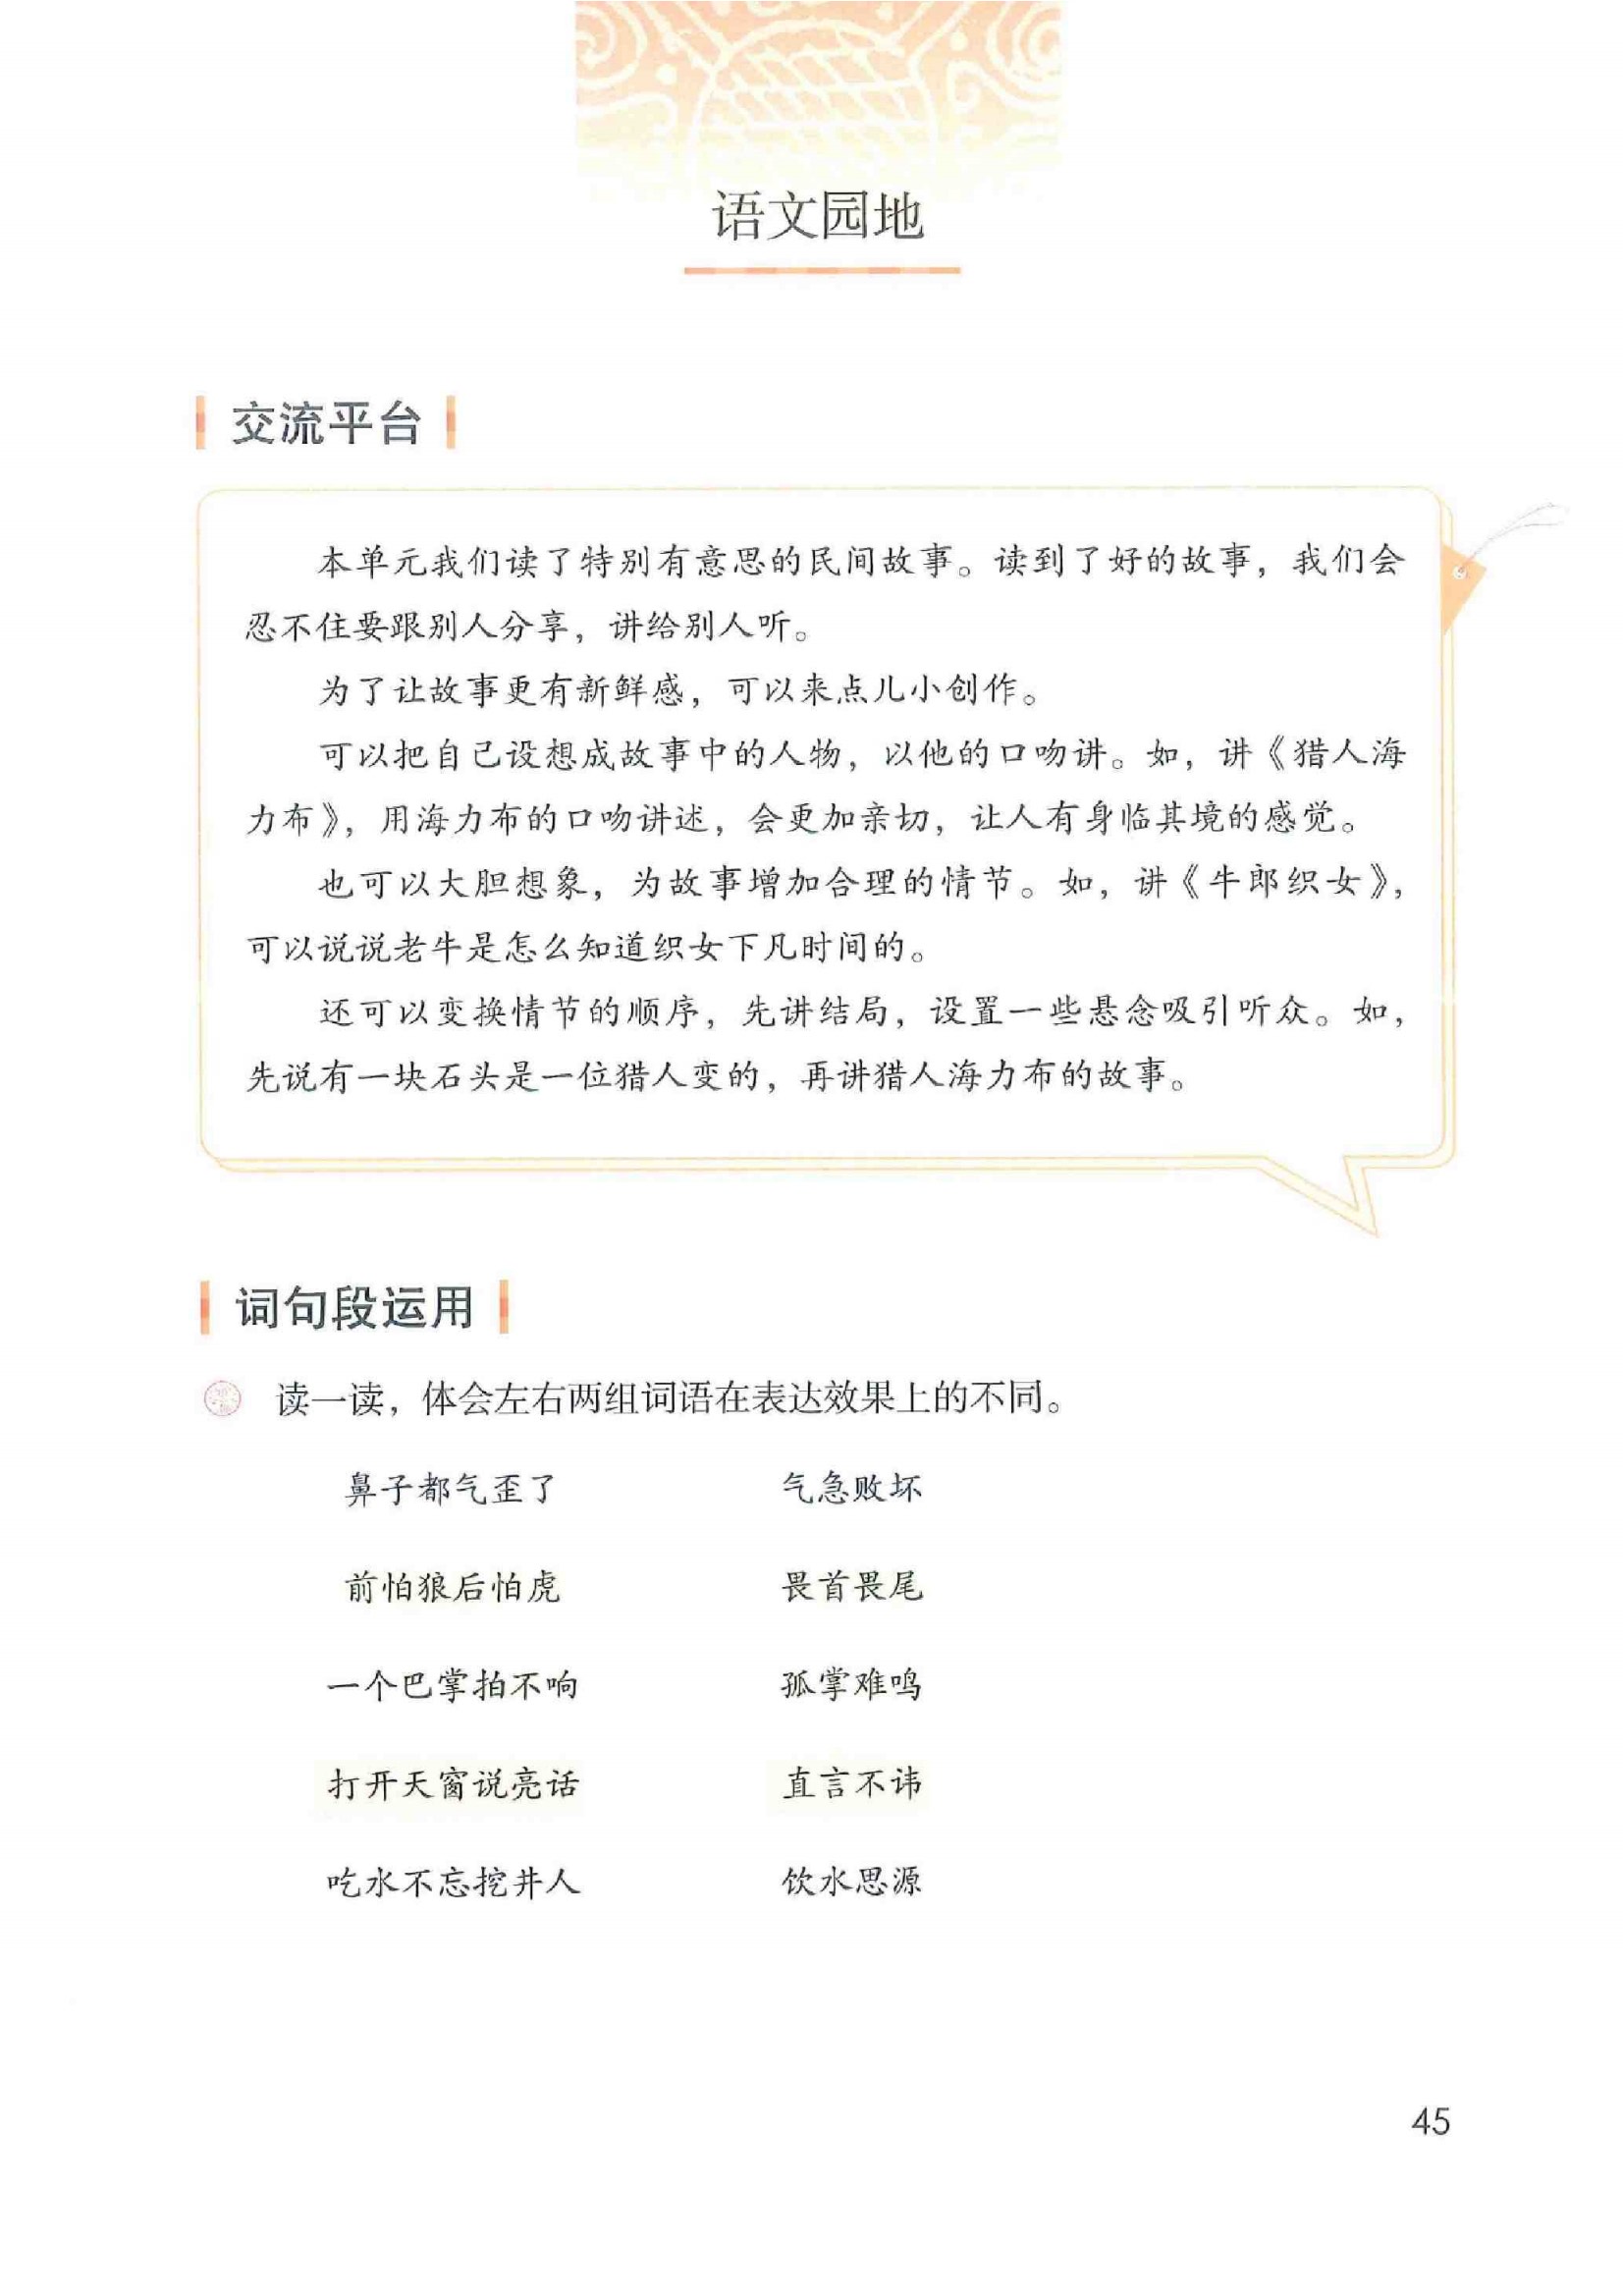 语文园地
交流平台
本单元我们读了特别有意思的民间故事。读到了好的故事，我们会
忍不住要跟别人分享，讲给别人听。
为了让故事更有新鲜感，可以来点儿小创作。
可以把自己设想成故事中的人物，以他的口吻讲。如，讲《猎人海
力布》，用海力布的口吻讲述，会更加亲切，让人有身临其境的感觉。
也可以大胆想象，为故事增加合理的情节。如，讲《牛郎织女》，
可以说说老牛是怎么知道织女下凡时间的。
还可以变换情节的顺序，先讲结局，设置一些悬念吸引听众。如，
先说有一块石头是一位猎人变的，再讲猎人海力布的故事。
词句段运用
读一读，体会左右两组词语在表达效果上的不同。
鼻子都气歪了 气急败坏
前怕狼后怕虎 畏首畏尾
一个巴掌拍不响 孤掌难鸣
打开天窗说亮话 直言不讳
吃水不忘挖井人 饮水思源
45